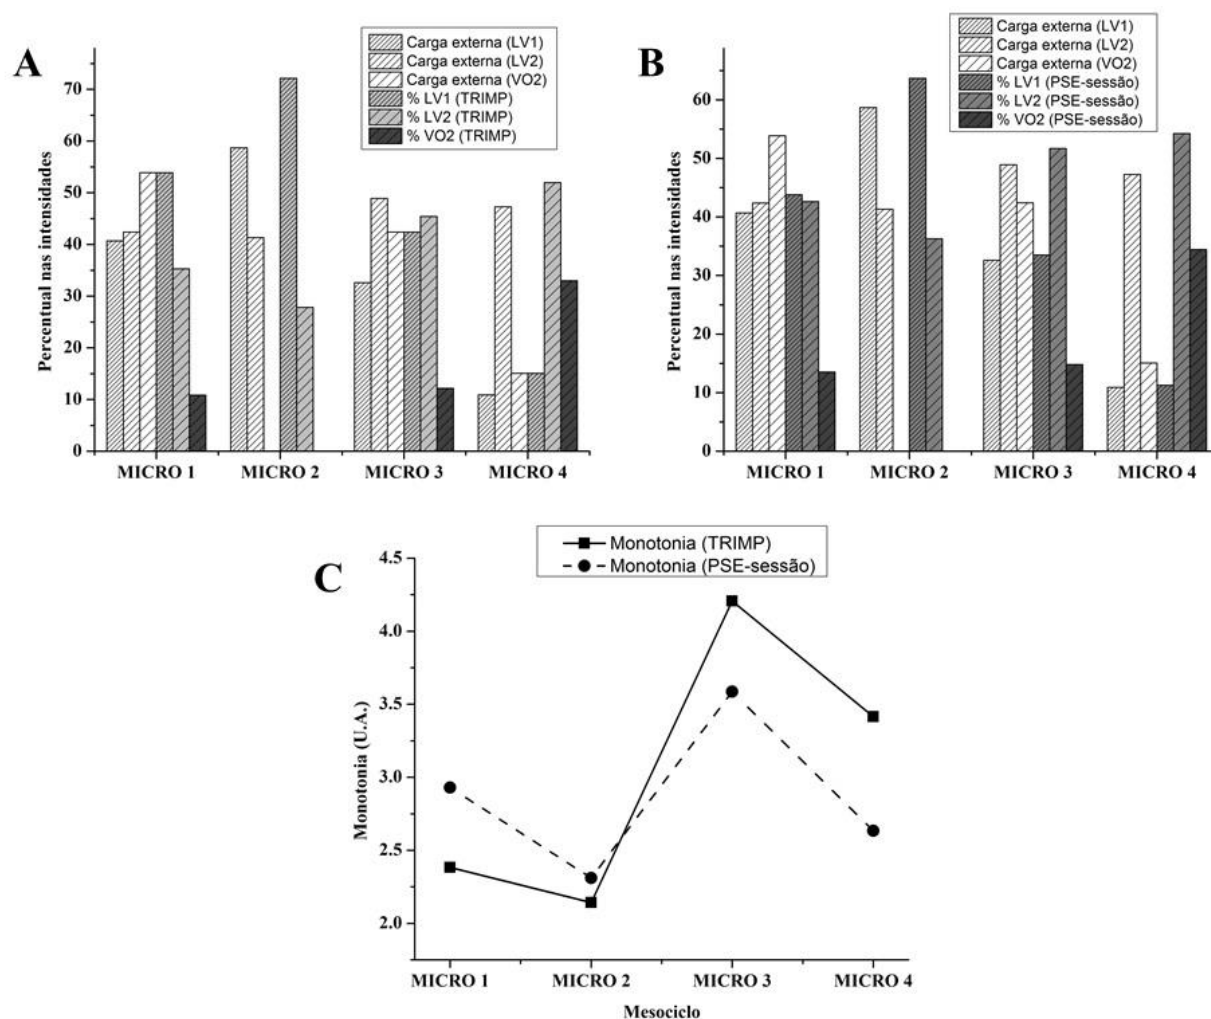 A
Carga externa (LV1)
Carga externa (LV2)
Carga externa (VO2)
% LV1 (TRIMP)
% LV2 (TRIMP)
% VO2 (TRIMP)
Percentual nas intensidades
70
60
50
40
30
20
10
0
MICRO 1 MICRO 2 MICRO 3 MICRO 4
B
Carga externa (LV1)
Carga externa (LV2)
Carga externa (VO2)
% LV1 (PSE-sessão)
% LV2 (PSE-sessão)
% VO2 (PSE-sessão)
Percentual nas intensidades
60
50
40
30
20
10
0
MICRO 1 MICRO 2 MICRO 3 MICRO 4
C
Monotonia (TRIMP)
Monotonia (PSE-sessão)
Monotonia (U.A.)
4.5
4.0
3.5
3.0
2.5
2.0
MICRO 1 MICRO 2 MICRO 3 MICRO 4
Mesociclo